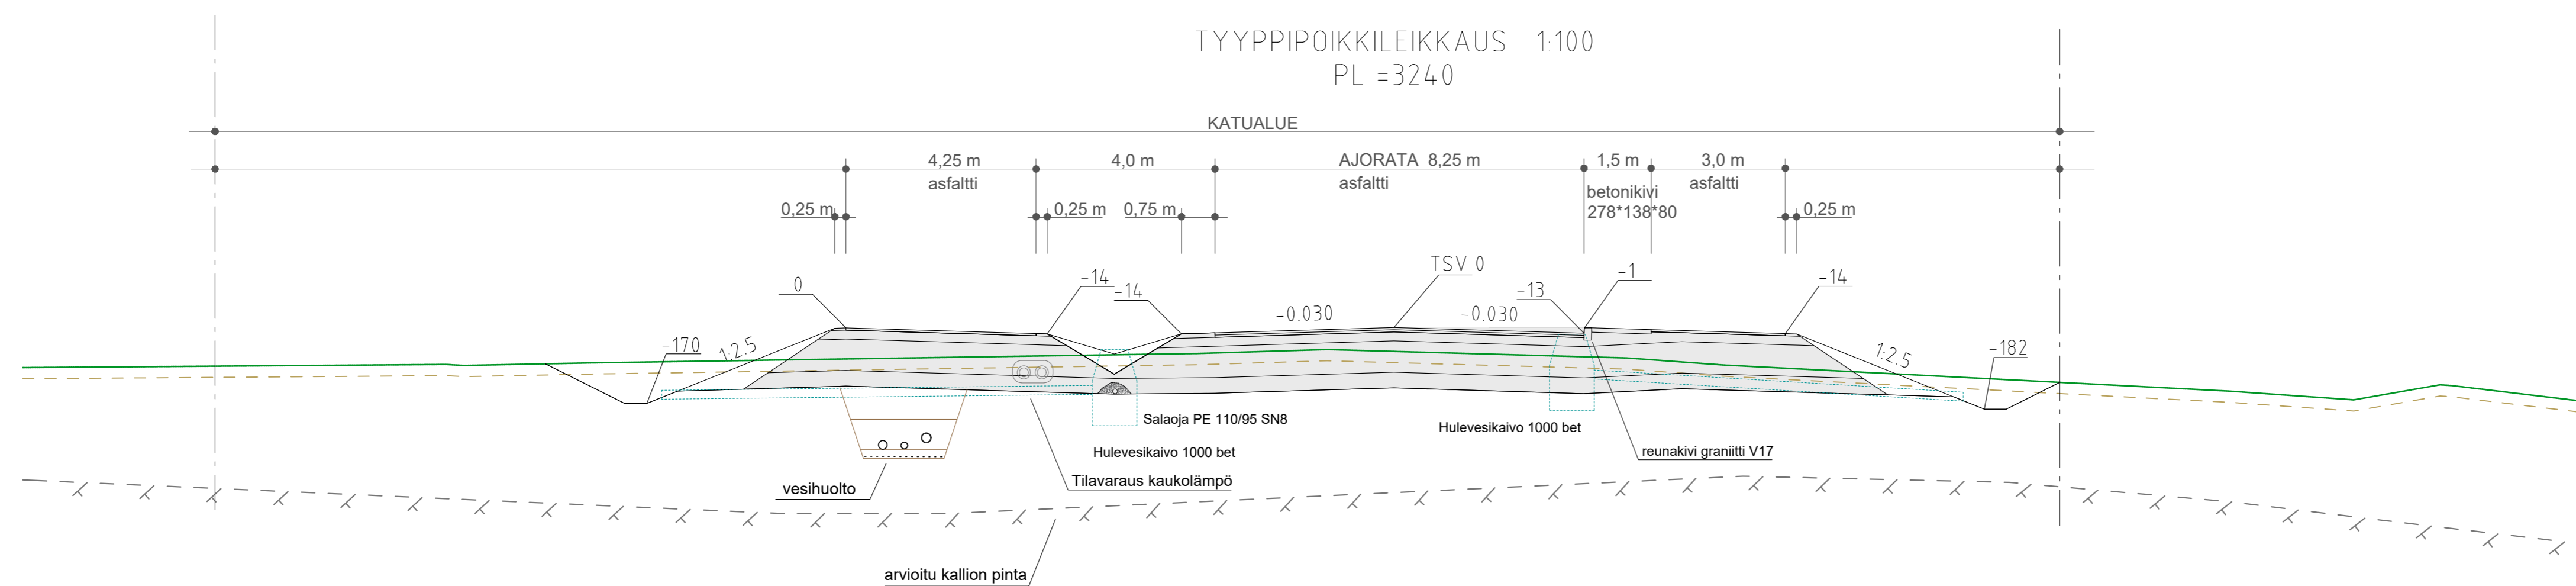 TYYPPIPOIKKILEIKKAUS 1:100
PL =3240
KATUALUE
4,25 m
asfaltti
4,0 m
AJORATA 8,25 m
asfaltti
1,5 m
betonikivi
278*138*80
3,0 m
asfaltti
0,25 m
0,25 m
0,75 m
0,25 m
0
-14
-14
TSV 0
-13
-1
-14
-0.030
-0.030
-170
1:2.5
1:2.5
-182
Salaoja PE 110/95 SN8
Hulevesikaivo 1000 bet
Hulevesikaivo 1000 bet
reunakivi graniitti V17
vesihuolto
Tilavaraus kaukolämpö
arvioitu kallion pinta